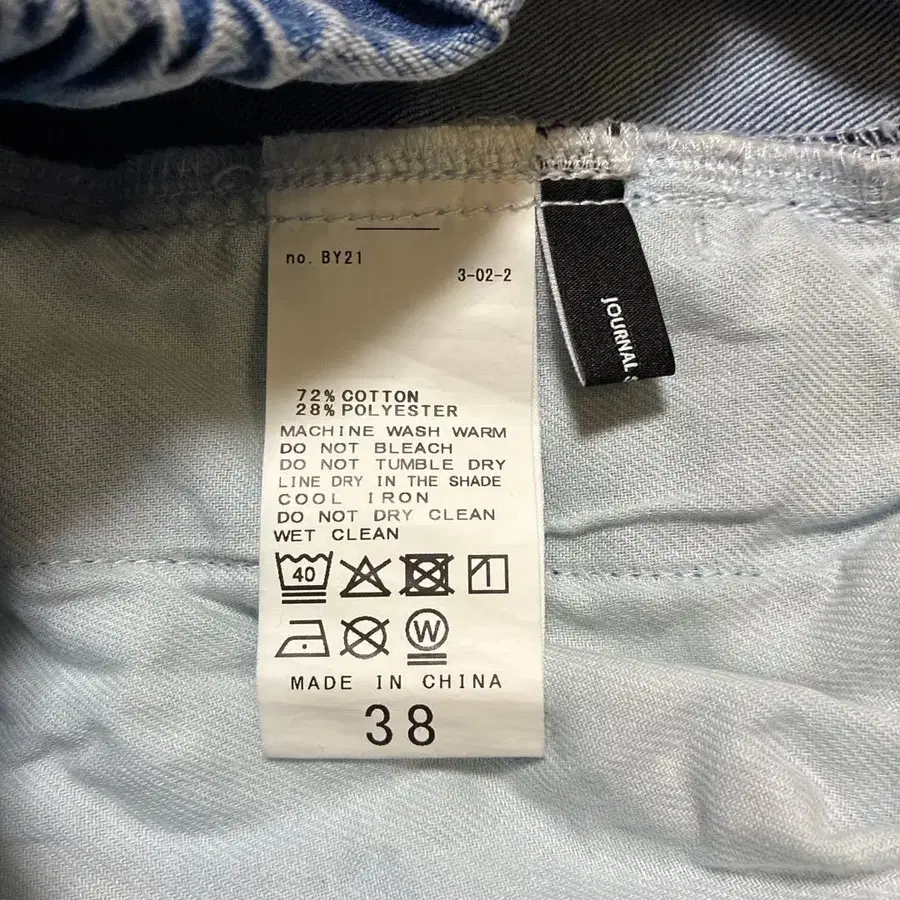 no. BY21
3-02-2
72% COTTON
28% POLYESTER
MACHINE WASH WARM
DO NOT BLEACH
DO NOT TUMBLE DRY
LINE DRY IN THE SHADE
COOL IRON
DO NOT DRY CLEAN
WET CLEAN
40
W
MADE IN CHINA
38
JOURNAL